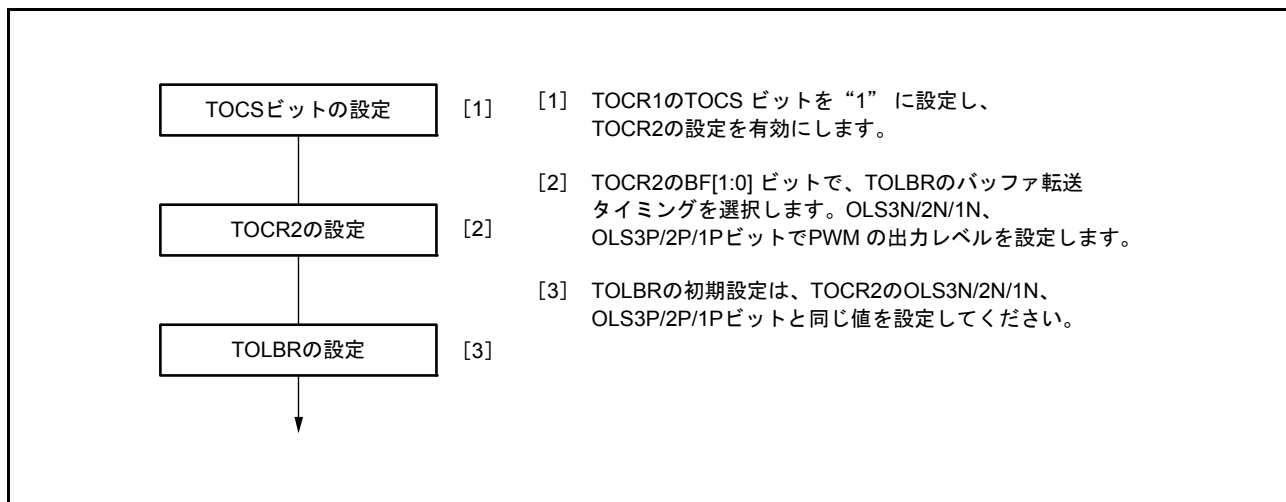 TOCSビットの設定 [1]
TOCR2の設定 [2]
TOLBRの設定 [3]
[1] TOCR1のTOCS ビットを“1” に設定し、
TOCR2の設定を有効にします。
[2] TOCR2のBF[1:0] ビットで、TOLBRのバッファ転送
タイミングを選択します。OLS3N/2N/1N、
OLS3P/2P/1PビットでPWM の出力レベルを設定します。
[3] TOLBRの初期設定は、TOCR2のOLS3N/2N/1N、
OLS3P/2P/1Pビットと同じ値を設定してください。